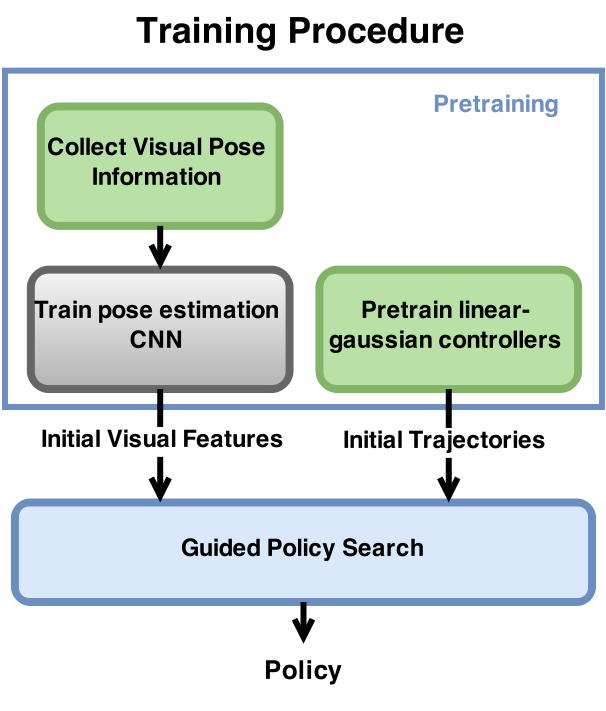 Training Procedure
Pretraining
Collect Visual Pose
Information
Train pose estimation
CNN
Pretrain linear-
gaussian controllers
Initial Visual Features
Initial Trajectories
Guided Policy Search
Policy